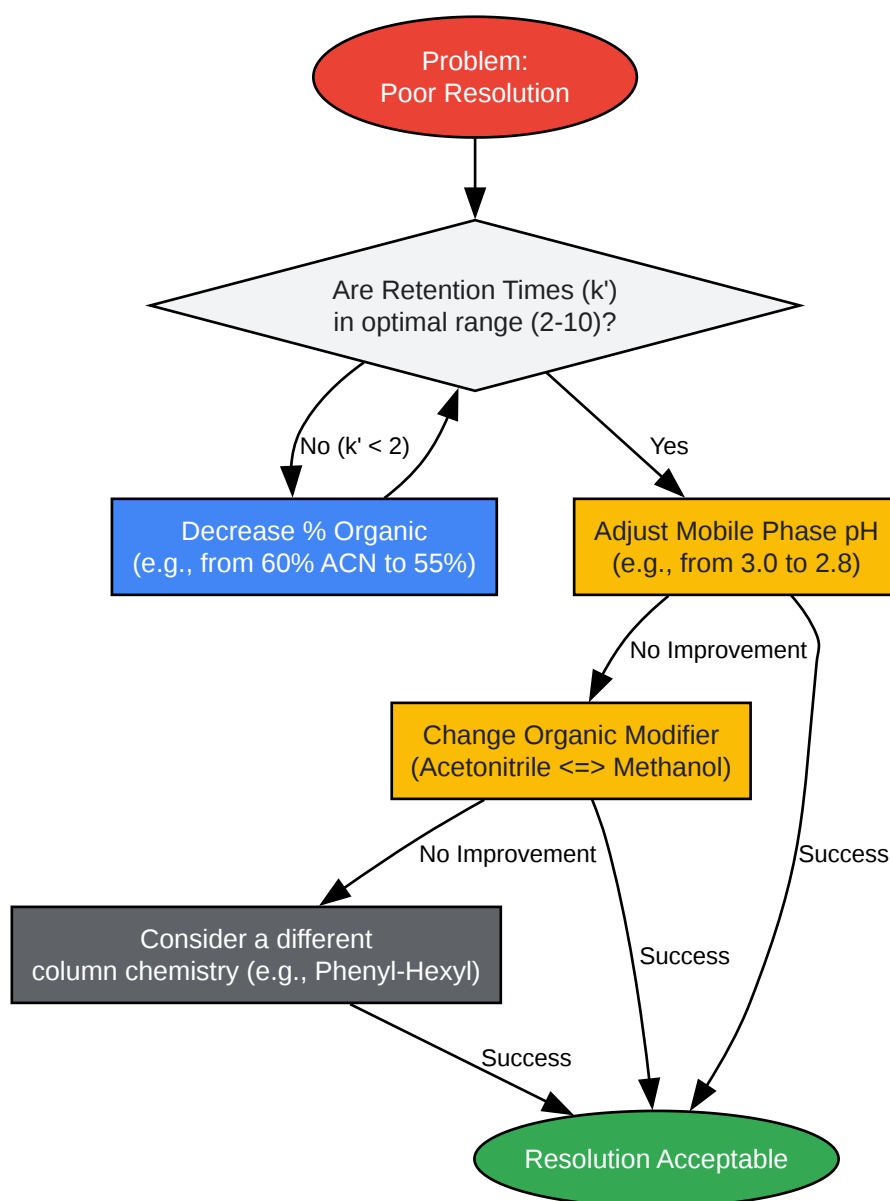 Problem:
Poor Resolution
Are Retention Times (k')
in optimal range (2-10)?
No (k' < 2)
Yes
Decrease % Organic
(e.g., from 60% ACN to 55%)
Adjust Mobile Phase pH
(e.g., from 3.0 to 2.8)
No Improvement
Change Organic Modifier
(Acetonitrile <=> Methanol)
No Improvement
Success
Consider a different
column chemistry (e.g., Phenyl-Hexyl)
Success
Success
Resolution Acceptable